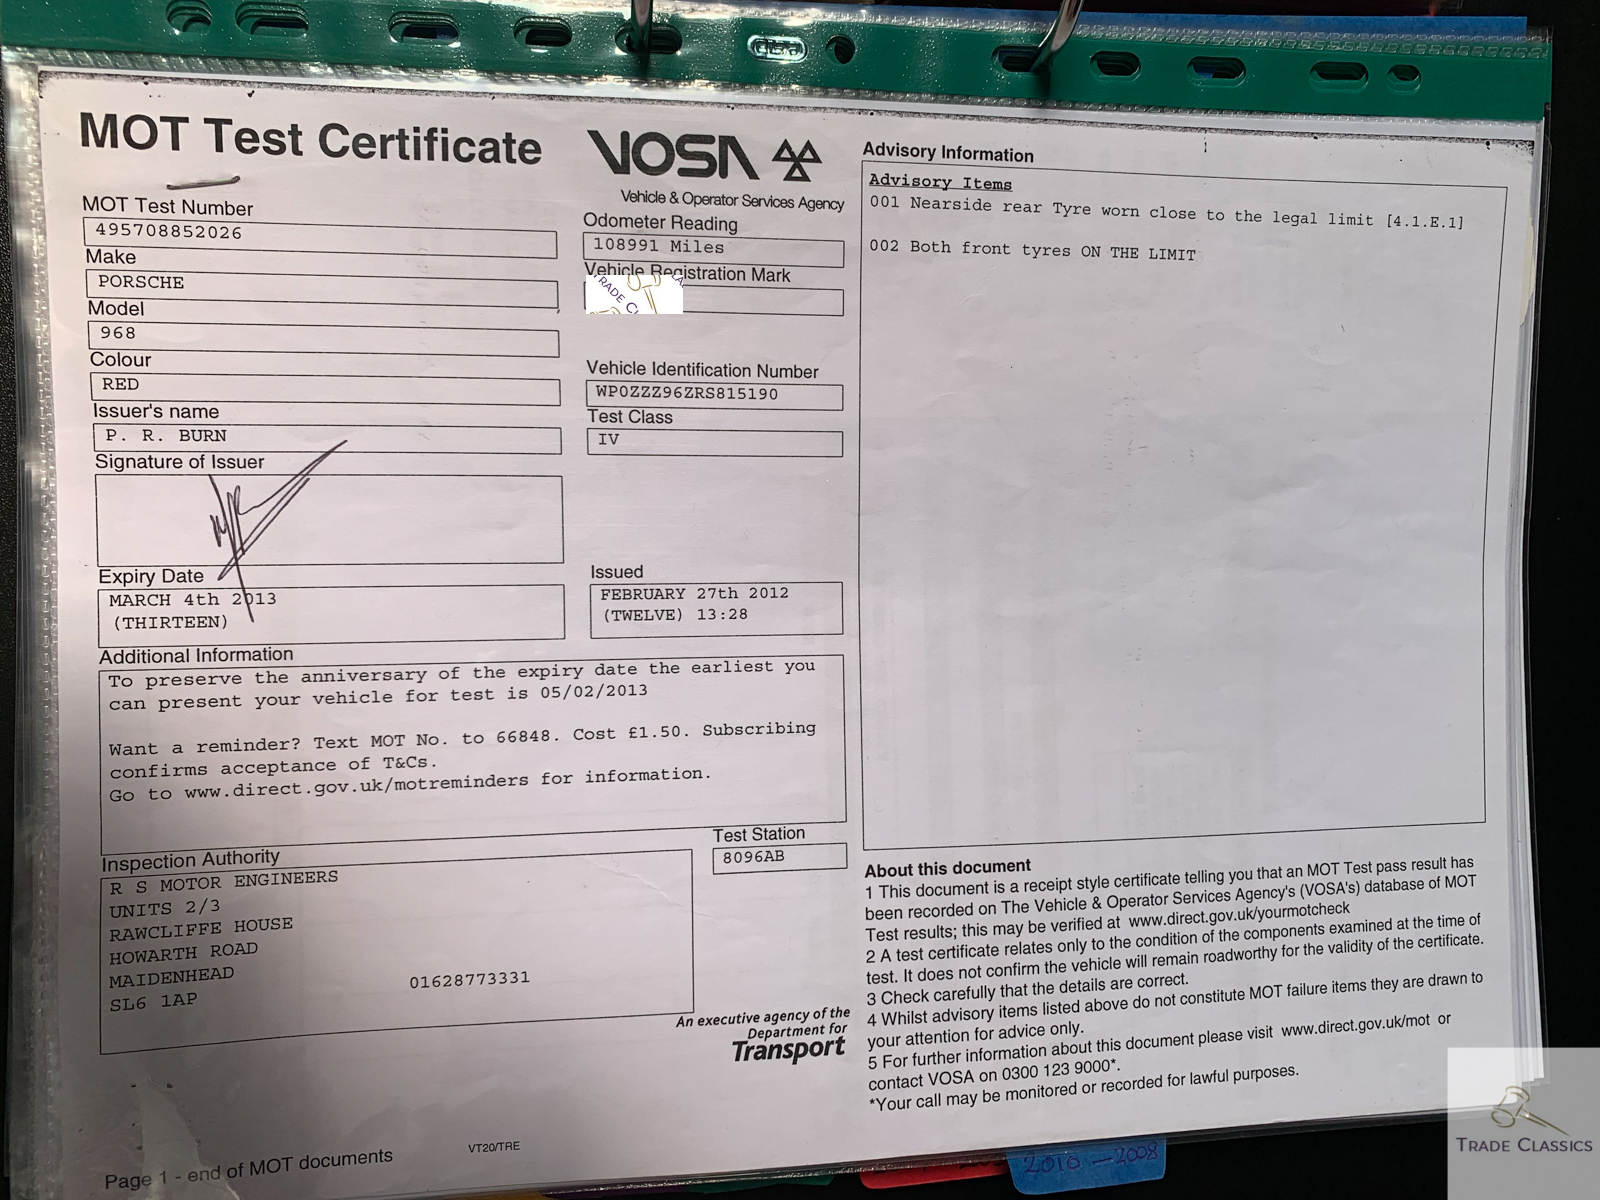 MOT Test Certificate
VOSA
Vehicle & Operator Services Agency
MOT Test Number
495708852026
Make
PORSCHE
Model
968
Colour
RED
Issuer's name
P. R. BURN
Signature of Issuer
Expiry Date
MARCH 4th 2013
(THIRTEEN)
Odometer Reading
108991 Miles
Vehicle Registration Mark
TRADE
Vehicle Identification Number
WP0ZZZ96ZRS815190
Test Class
IV
Issued
FEBRUARY 27th 2012
(TWELVE) 13:28
Additional Information
To preserve the anniversary of the expiry date the earliest you
can present your vehicle for test is 05/02/2013
Want a reminder? Text MOT No. to 66848. Cost £1.50. Subscribing
confirms acceptance of T&Cs.
Go to www.direct.gov.uk/motreminders for information.
Test Station
8096AB
Inspection Authority
R S MOTOR ENGINEERS
UNITS 2/3
RAWCLIFFE HOUSE
HOWARTH ROAD
MAIDENHEAD
SL6 1AP
01628773331
An executive agency of the
Department for
Transport
Page 1 - end of MOT documents
VT20/TRE
Advisory Information
Advisory Items
001 Nearside rear Tyre worn close to the legal limit [4.1.E.1]
002 Both front tyres ON THE LIMIT
About this document
1 This document is a receipt style certificate telling you that an MOT Test pass result has
been recorded on The Vehicle & Operator Services Agency's (VOSA's) database of MOT
Test results; this may be verified at www.direct.gov.uk/yourmotcheck
2 A test certificate relates only to the condition of the components examined at the time of
test. It does not confirm the vehicle will remain roadworthy for the validity of the certificate.
3 Check carefully that the details are correct.
4 Whilst advisory items listed above do not constitute MOT failure items they are drawn to
your attention for advice only.
5 For further information about this document please visit www.direct.gov.uk/mot or
contact VOSA on 0300 123 9000*.
*Your call may be monitored or recorded for lawful purposes.
2010 - 2008
TRADE CLASSICS